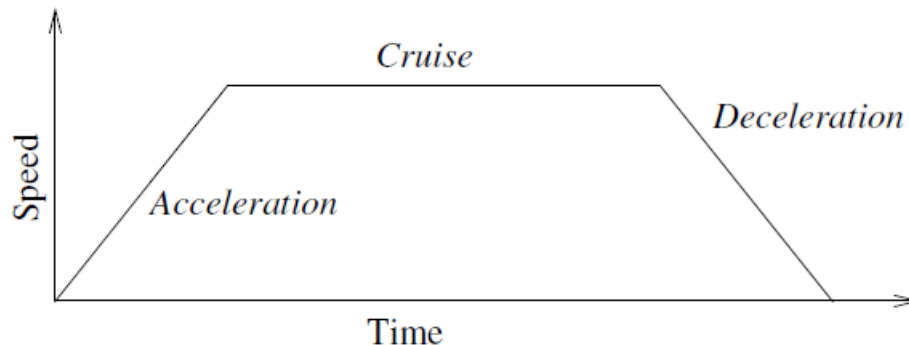 Cruise
Deceleration
Speed
Acceleration
Time